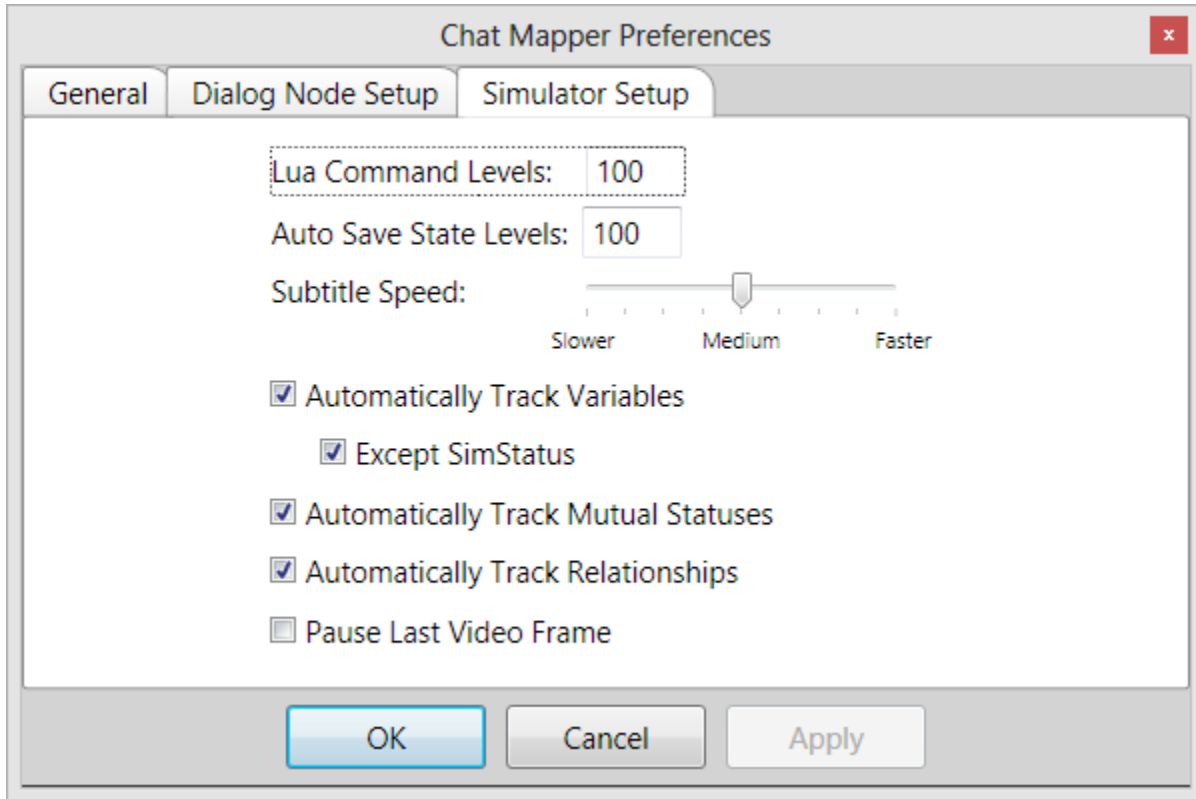 Chat Mapper Preferences
x
General Dialog Node Setup Simulator Setup
Lua Command Levels: 100
Auto Save State Levels: 100
Subtitle Speed:
Slower Medium Faster
Automatically Track Variables
Except SimStatus
Automatically Track Mutual Statuses
Automatically Track Relationships
Pause Last Video Frame
OK Cancel Apply